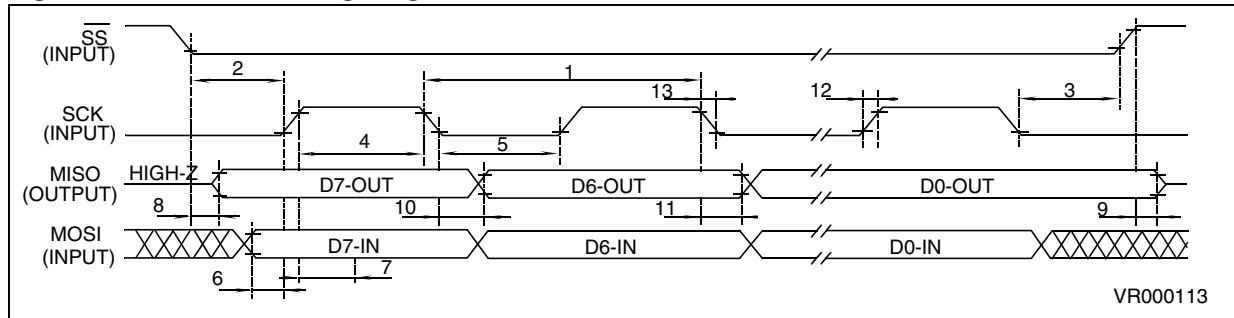 SS
(INPUT)
2
1
13
12
3
SCK
(INPUT)
4
5
MISO
(OUTPUT)
HIGH-Z
D7-OUT
D6-OUT
D0-OUT
8
10
11
9
MOSI
(INPUT)
D7-IN
D6-IN
D0-IN
6
7
VR000113